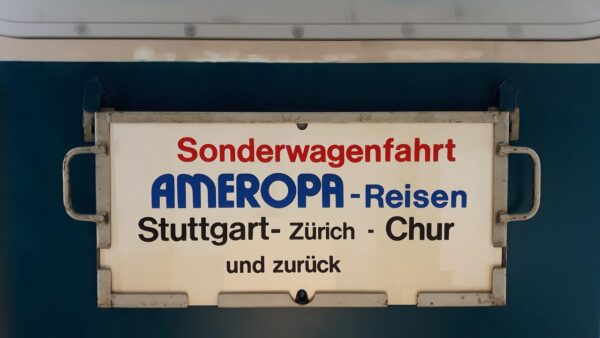 Sonderwagenfahrt
AMEROPA-Reisen
Stuttgart- Zürich - Chur
und zurück